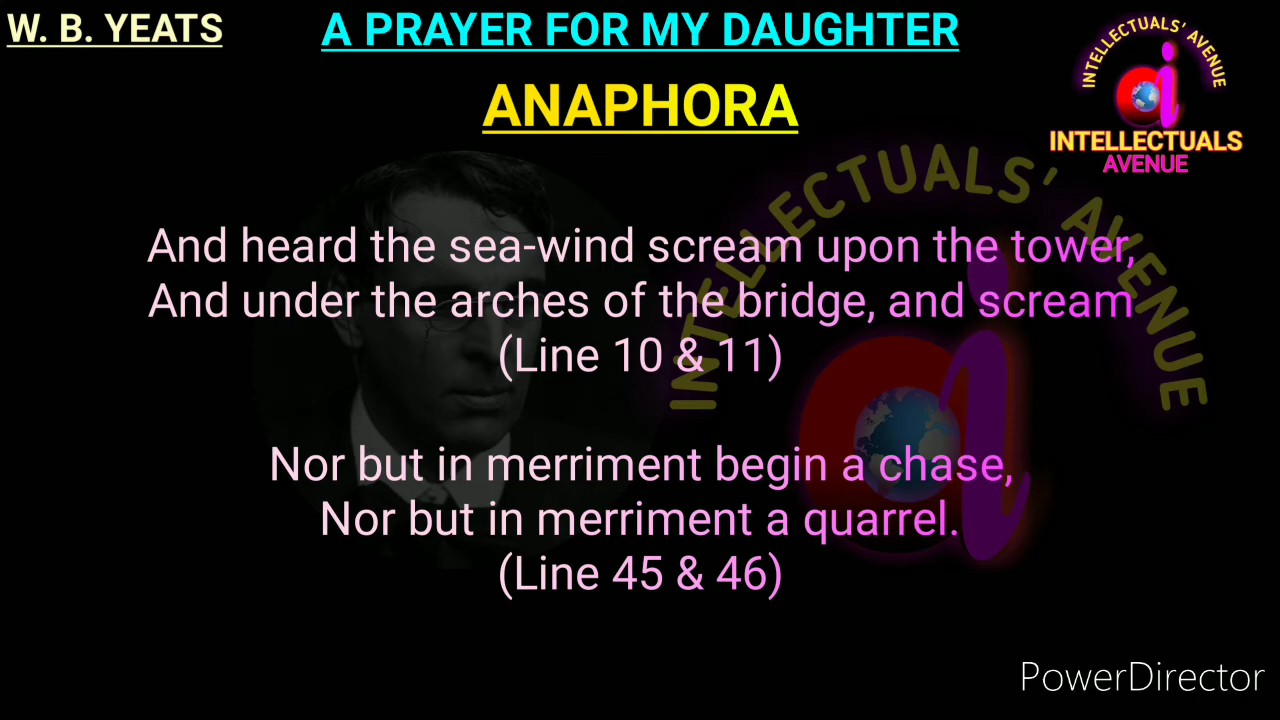 W. B. YEATS
A PRAYER FOR MY DAUGHTER
INTELLECTUALS' AVENUE
INTELLECTUALS
AVENUE
ANAPHORA
INTELLECTUALS' AVENUE
And heard the sea-wind scream upon the tower,
And under the arches of the bridge, and scream
(Line 10 & 11)
Nor but in merriment begin a chase,
Nor but in merriment a quarrel.
(Line 45 & 46)
PowerDirector